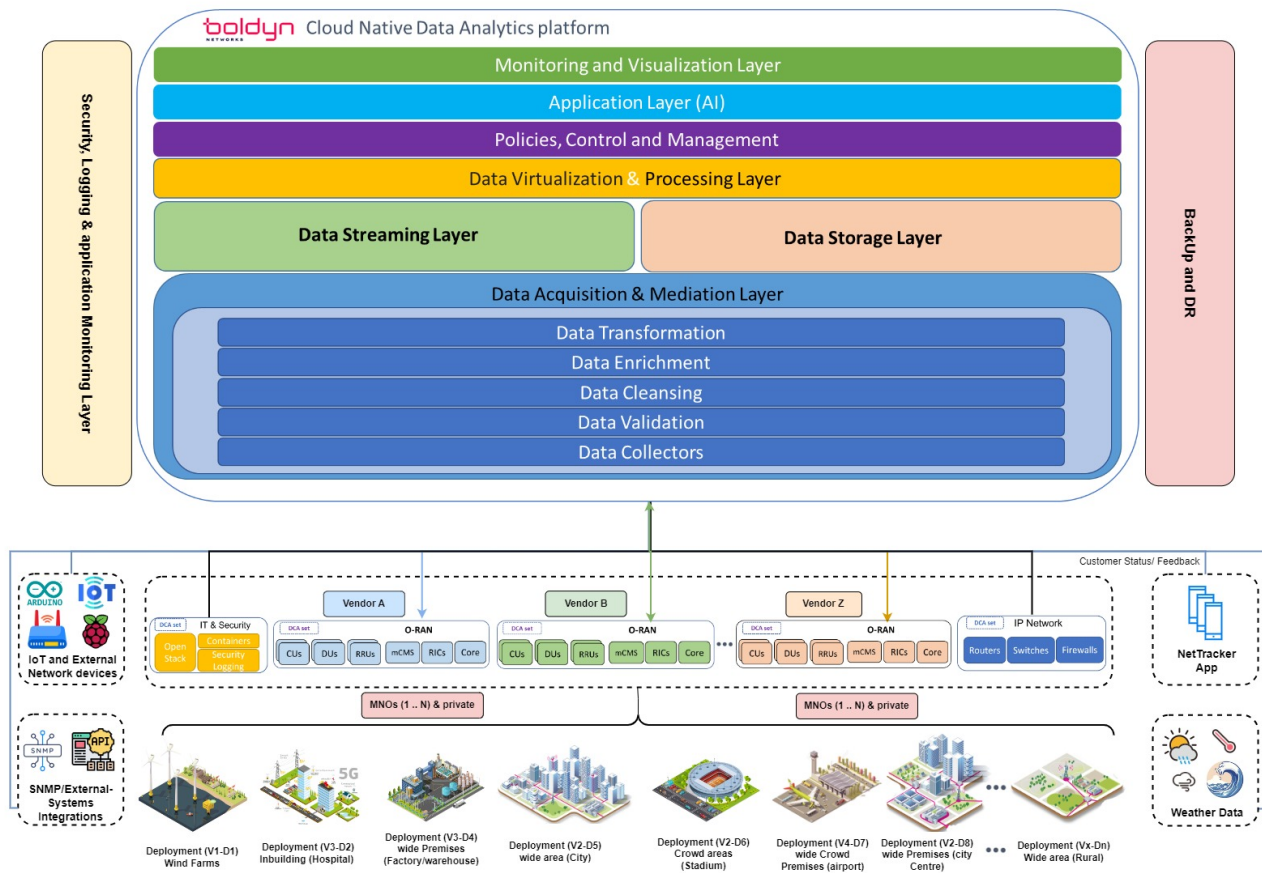 boldyn
NETWORKS
Cloud Native Data Analytics platform
Security, Logging & application Monitoring Layer
Monitoring and Visualization Layer
Application Layer (AI)
Policies, Control and Management
Data Virtualization & Processing Layer
Data Streaming Layer
Data Storage Layer
Data Acquisition & Mediation Layer
Data Transformation
Data Enrichment
Data Cleansing
Data Validation
Data Collectors
BackUp and DR
Customer Status/ Feedback
ARDUINO
IoT
IoT and External
Network devices
Vendor A
Vendor B
Vendor Z
DCA set
IT & Security
Open
Stack
Containers
Security
Logging
DCA set
O-RAN
CUs
DUs
RRUs
mCMS
RICs
Core
DCA set
O-RAN
CUs
DUs
RRUs
mCMS
RICs
Core
DCA set
O-RAN
CUs
DUs
RRUs
mCMS
RICs
Core
DCA set
IP Network
Routers
Switches
Firewalls
NetTracker
App
MNOs (1 .. N) & private
MNOs (1 .. N) & private
SNMP
API
SNMP/External-
Systems
Integrations
5G
Deployment (V1-D1)
Wind Farms
Deployment (V3-D2)
Inbuilding (Hospital)
Deployment (V3-D4)
wide Premises
(Factory/warehouse)
Deployment (V2-D5)
wide area (City)
Deployment (V2-D6)
Crowd areas
(Stadium)
Deployment (V4-D7)
wide Crowd
Premises (airport)
Deployment (V2-D8)
wide Premises (city
Centre)
Deployment (Vx-Dn)
Wide area (Rural)
Weather Data